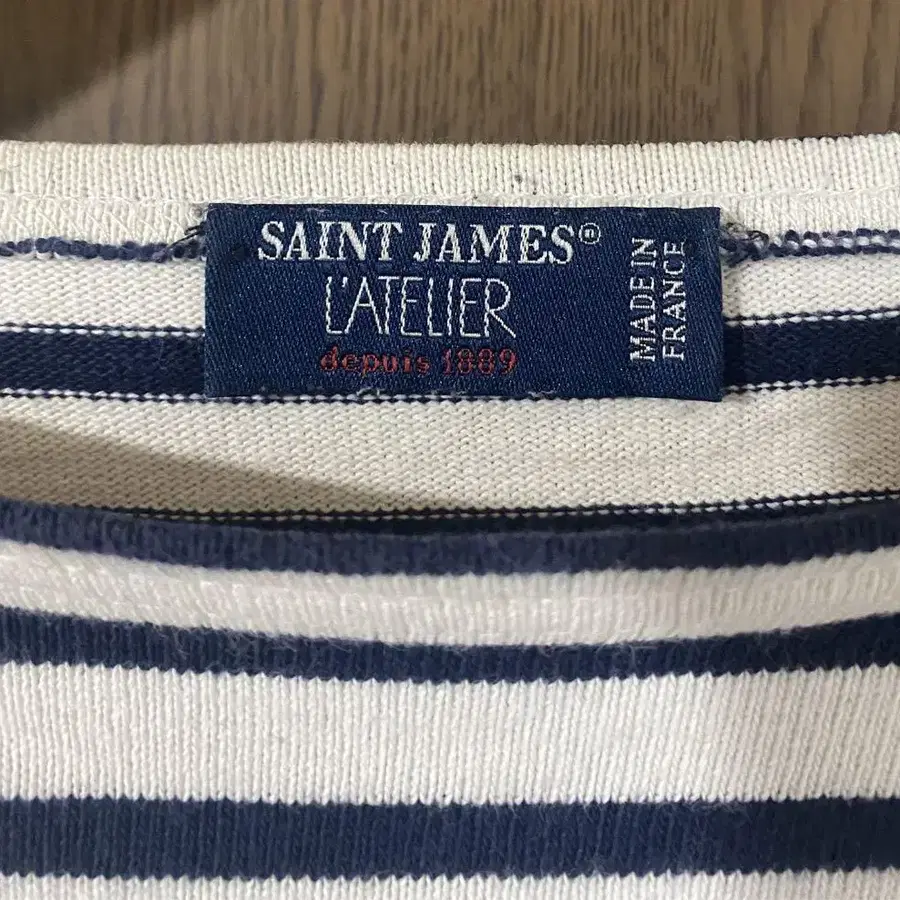 SAINT JAMES®
L'ATELIER
depuis 1889
MADE IN
FRANCE